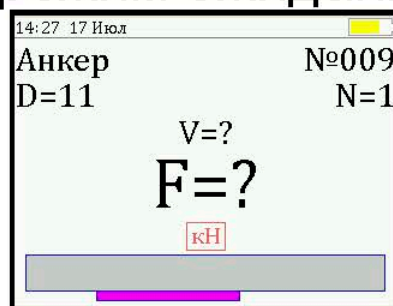 14:27 17 Июл
Анкер №009
D=11 N=1
V=?
F=?
кН